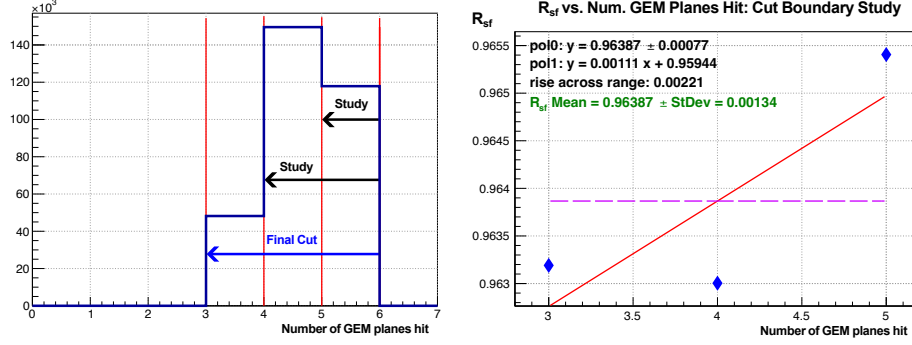 ×10³
140
120
100
80
60
40
20
0
Study
Study
Final Cut
0 1 2 3 4 5 6 7
Number of GEM planes hit
R_sf vs. Num. GEM Planes Hit: Cut Boundary Study
R_sf
pol0: y = 0.96387 ± 0.00077
pol1: y = 0.00111 x + 0.95944
rise across range: 0.00221
R_sf Mean = 0.96387 ± StDev = 0.00134
0.9655
0.965
0.9645
0.964
0.9635
0.963
3 3.5 4 4.5 5
Number of GEM planes hit